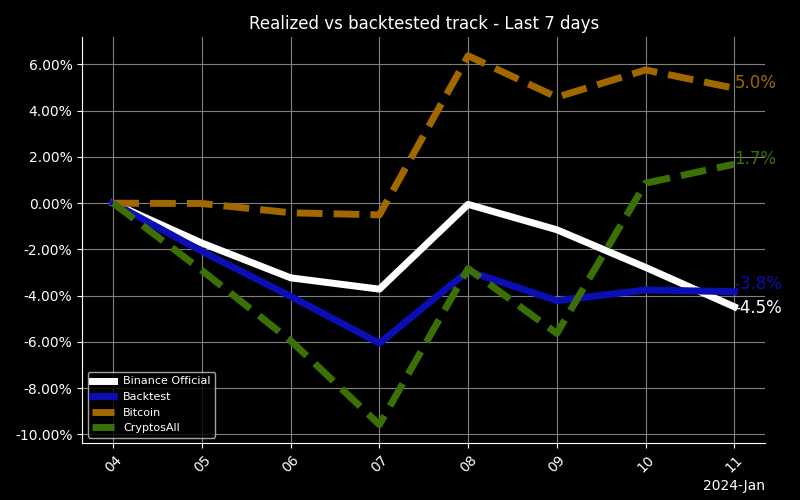 Realized vs backtested track - Last 7 days
6.00%
4.00%
2.00%
0.00%
-2.00%
-4.00%
-6.00%
-8.00%
-10.00%
5.0%
1.7%
-3.8%
-4.5%
Binance Official
Backtest
Bitcoin
CryptosAll
04 05 06 07 08 09 10 11
2024-Jan